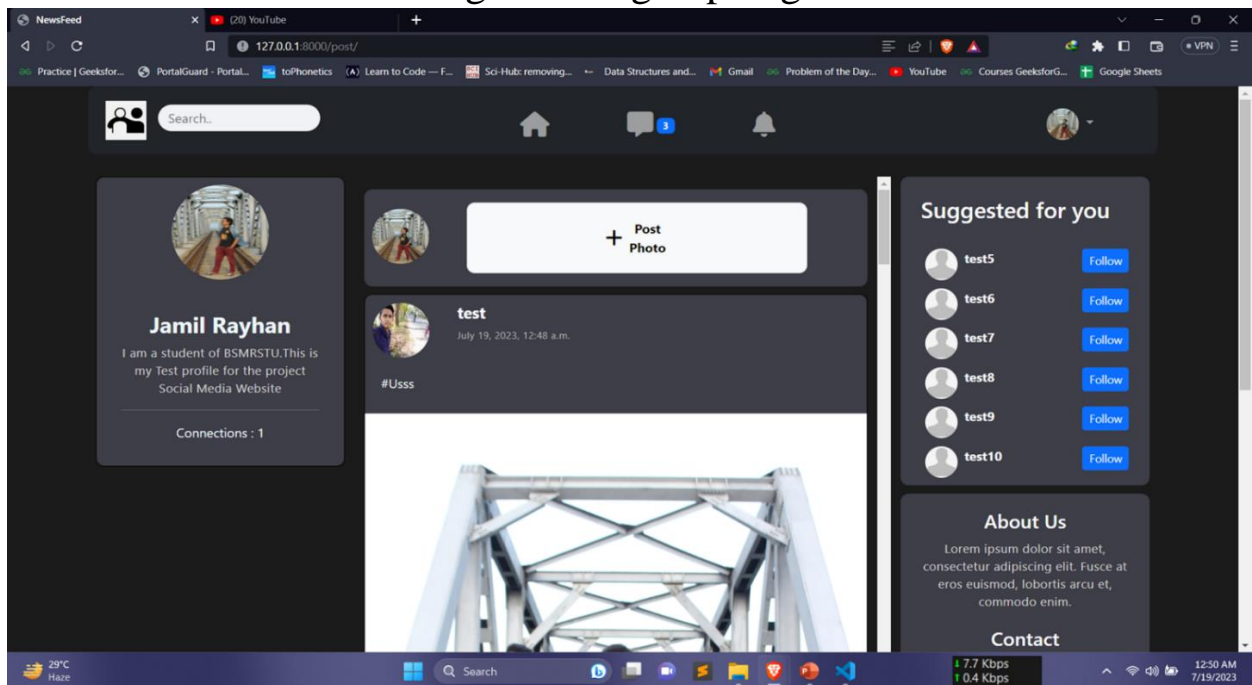 NewsFeed
(20) YouTube
127.0.0.1:8000/post/
VPN
Practice | Geeksfor...
PortalGuard - Portal...
toPhonetics
Learn to Code — F...
Sci-Hub: removing...
Data Structures and...
Gmail
Problem of the Day...
YouTube
Courses GeeksforG...
Google Sheets
Search..
3
Jamil Rayhan
I am a student of BSMRSTU.This is
my Test profile for the project
Social Media Website
Connections : 1
Post
Photo
test
July 19, 2023, 12:48 a.m.
#Usss
Suggested for you
test5 Follow
test6 Follow
test7 Follow
test8 Follow
test9 Follow
test10 Follow
About Us
Lorem ipsum dolor sit amet,
consectetur adipiscing elit. Fusce at
eros euismod, lobortis arcu et,
commodo enim.
Contact
29°C
Haze
Search
7.7 Kbps
0.4 Kbps
12:50 AM
7/19/2023